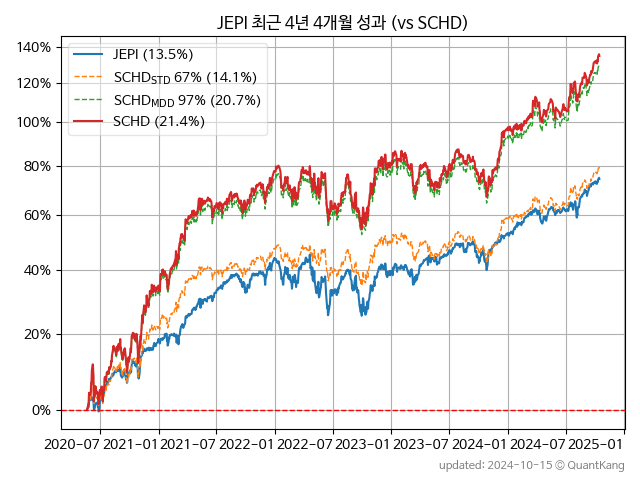 JEPI 최근 4년 4개월 성과 (vs SCHD)
140%
120%
100%
80%
60%
40%
20%
0%
JEPI (13.5%)
SCHD_STD 67% (14.1%)
SCHD_MDD 97% (20.7%)
SCHD (21.4%)
2020-07 2021-01 2021-07 2022-01 2022-07 2023-01 2023-07 2024-01 2024-07 2025-01
updated: 2024-10-15 © QuantKang